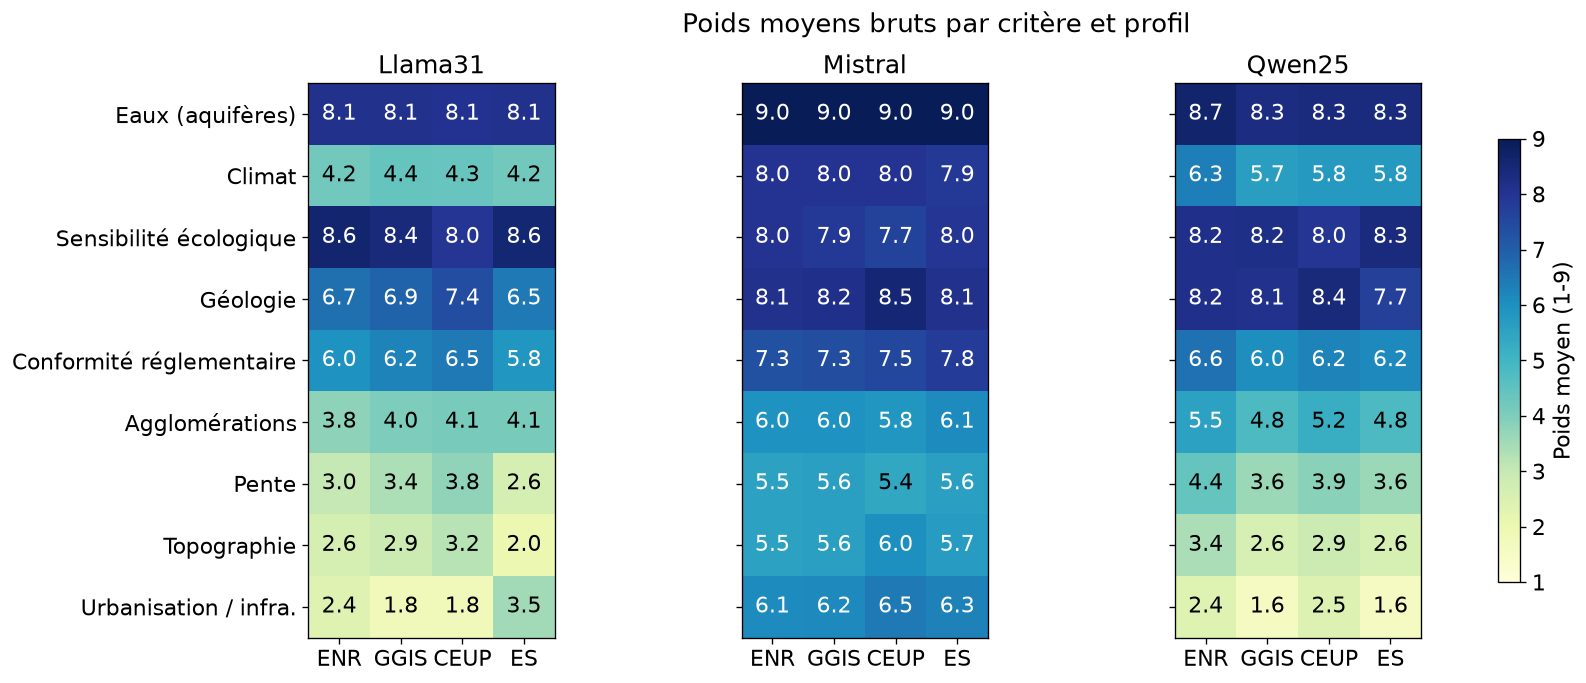 Poids moyens bruts par critère et profil
Llama31 Mistral Qwen25
Eaux (aquifères) 8.1 8.1 8.1 8.1 9.0 9.0 9.0 9.0 8.7 8.3 8.3 8.3
Climat 4.2 4.4 4.3 4.2 8.0 8.0 8.0 7.9 6.3 5.7 5.8 5.8
Sensibilité écologique 8.6 8.4 8.0 8.6 8.0 7.9 7.7 8.0 8.2 8.2 8.0 8.3
Géologie 6.7 6.9 7.4 6.5 8.1 8.2 8.5 8.1 8.2 8.1 8.4 7.7
Conformité réglementaire 6.0 6.2 6.5 5.8 7.3 7.3 7.5 7.8 6.6 6.0 6.2 6.2
Agglomérations 3.8 4.0 4.1 4.1 6.0 6.0 5.8 6.1 5.5 4.8 5.2 4.8
Pente 3.0 3.4 3.8 2.6 5.5 5.6 5.4 5.6 4.4 3.6 3.9 3.6
Topographie 2.6 2.9 3.2 2.0 5.5 5.6 6.0 5.7 3.4 2.6 2.9 2.6
Urbanisation / infra. 2.4 1.8 1.8 3.5 6.1 6.2 6.5 6.3 2.4 1.6 2.5 1.6
ENR GGIS CEUP ES ENR GGIS CEUP ES ENR GGIS CEUP ES
9
8
7
6
5
4
3
2
1
Poids moyen (1-9)